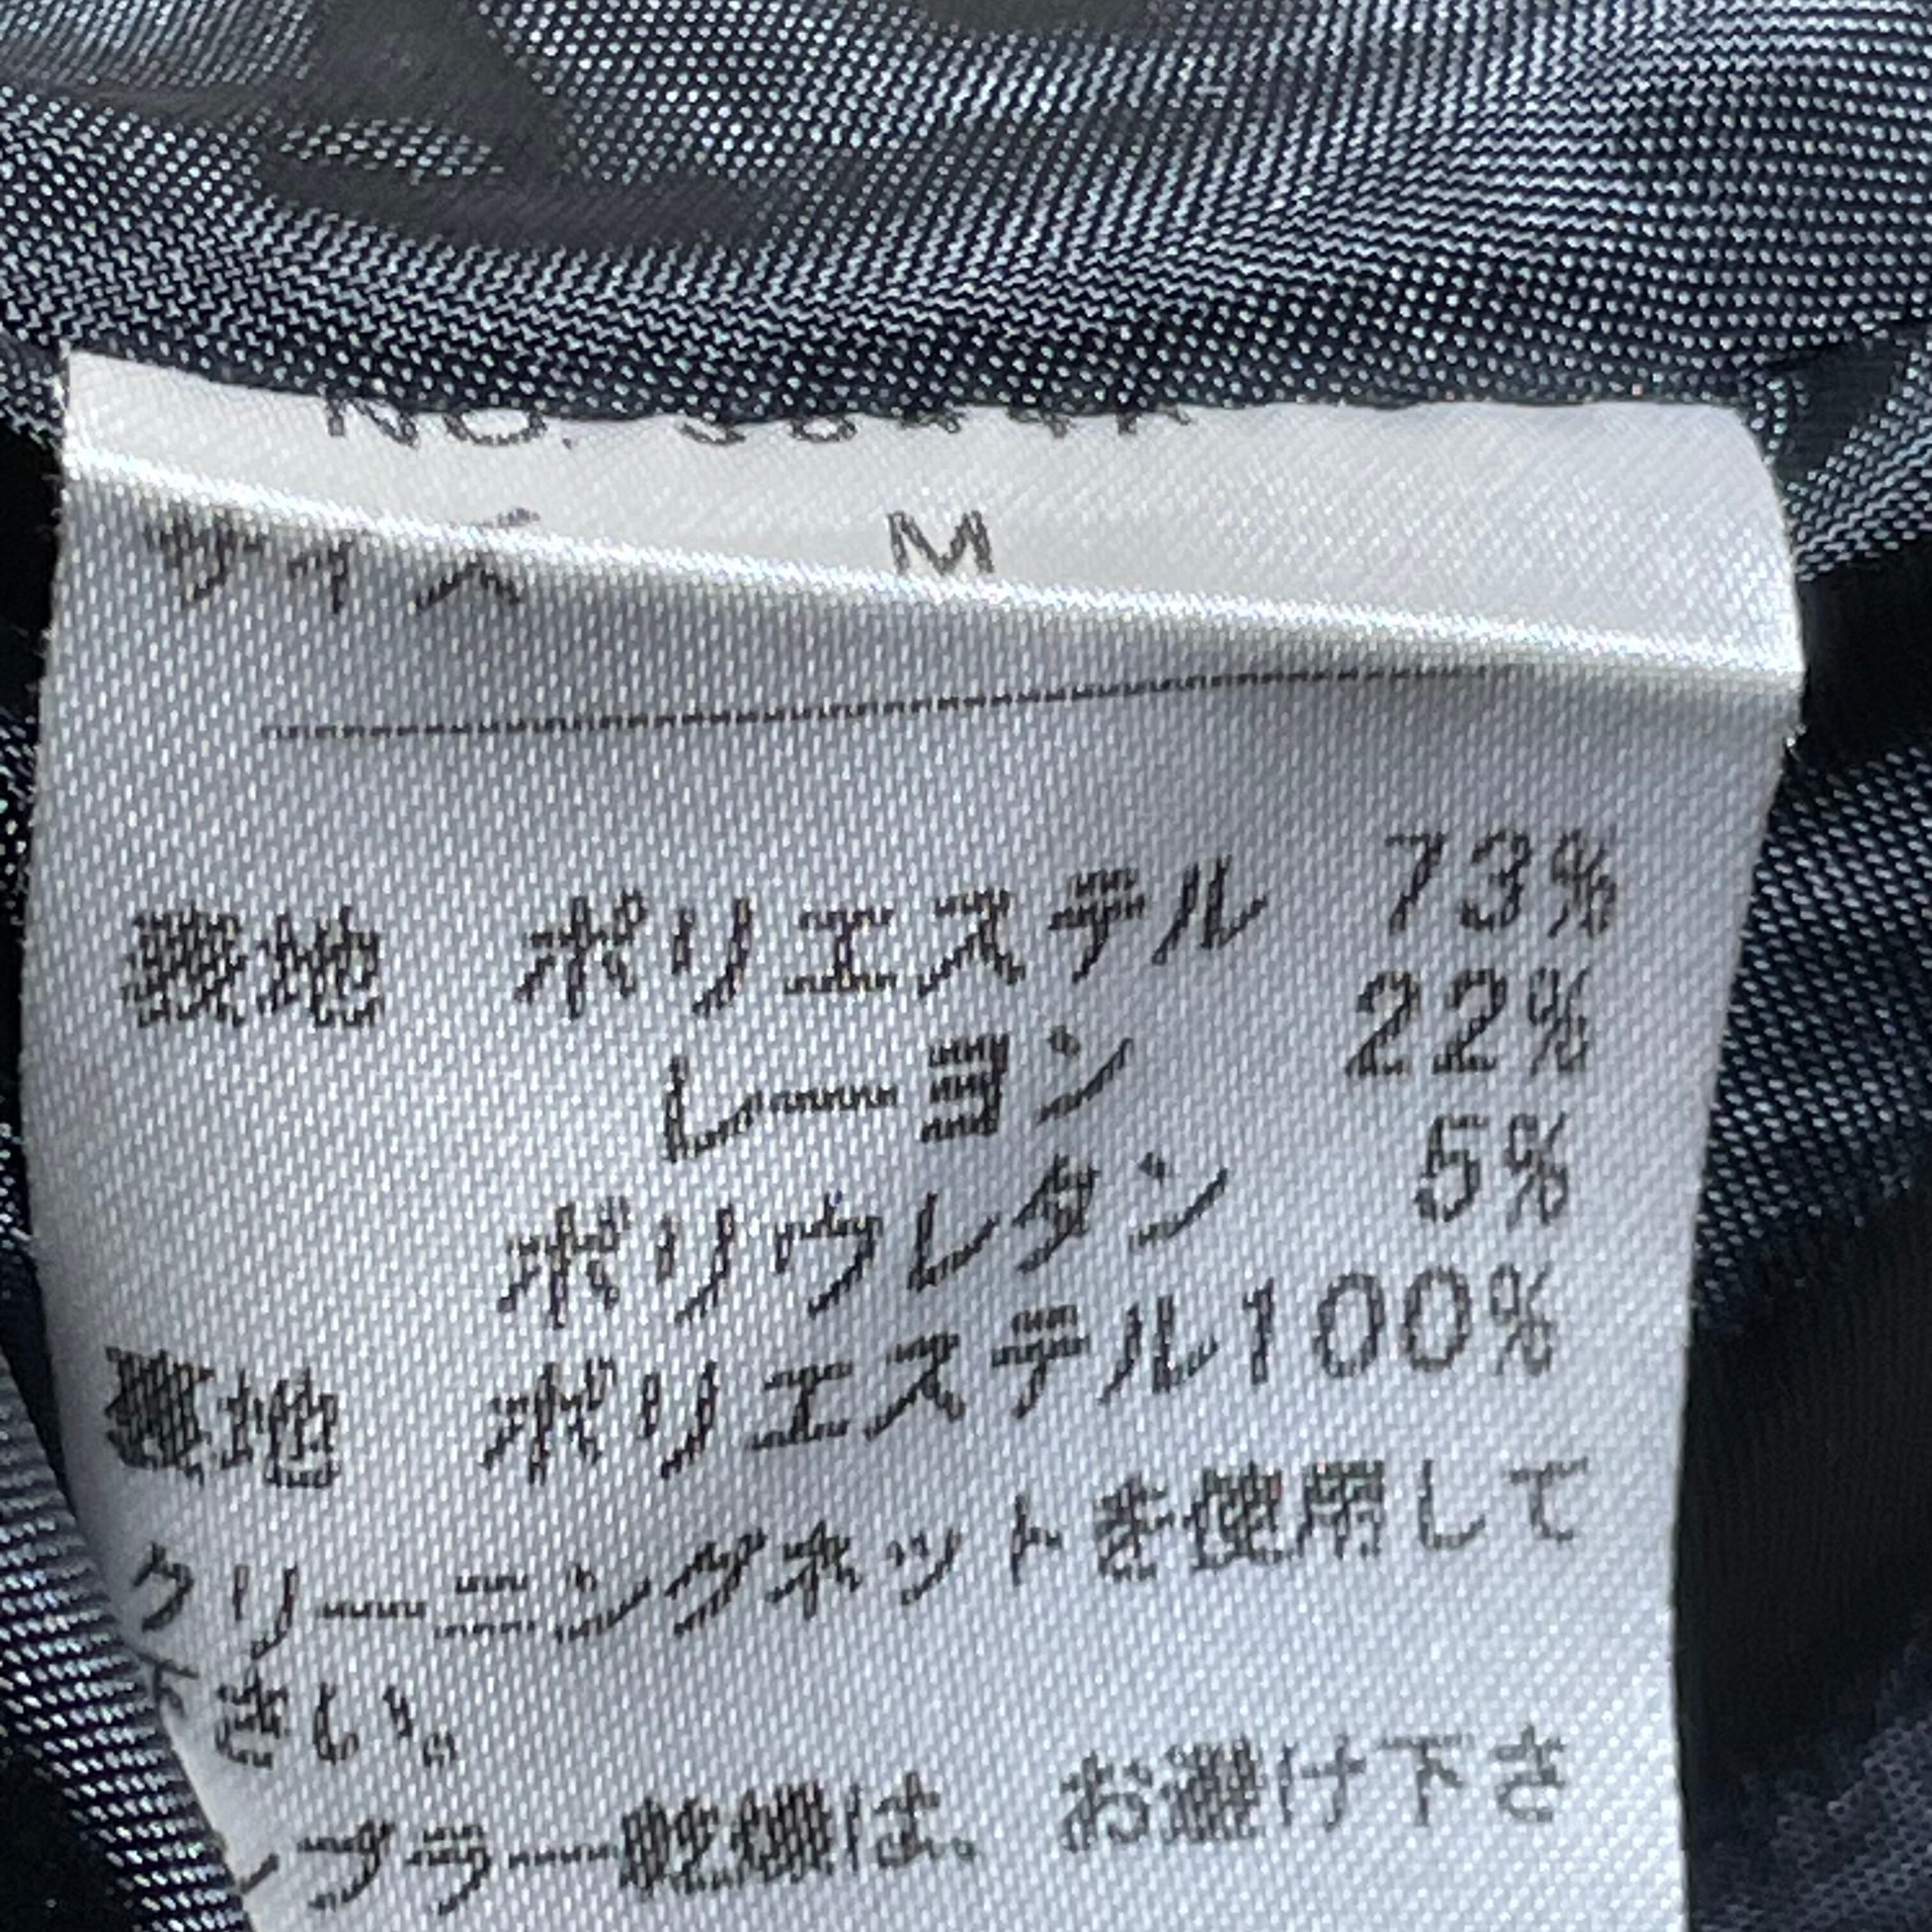 NO.
サイズ M
表地 ポリエステル 73%
レーヨン 22%
ポリウレタン 5%
裏地 ポリエステル100%
クリーニングネットを使用して
下さい。
ンブラー乾燥は、お避け下さ